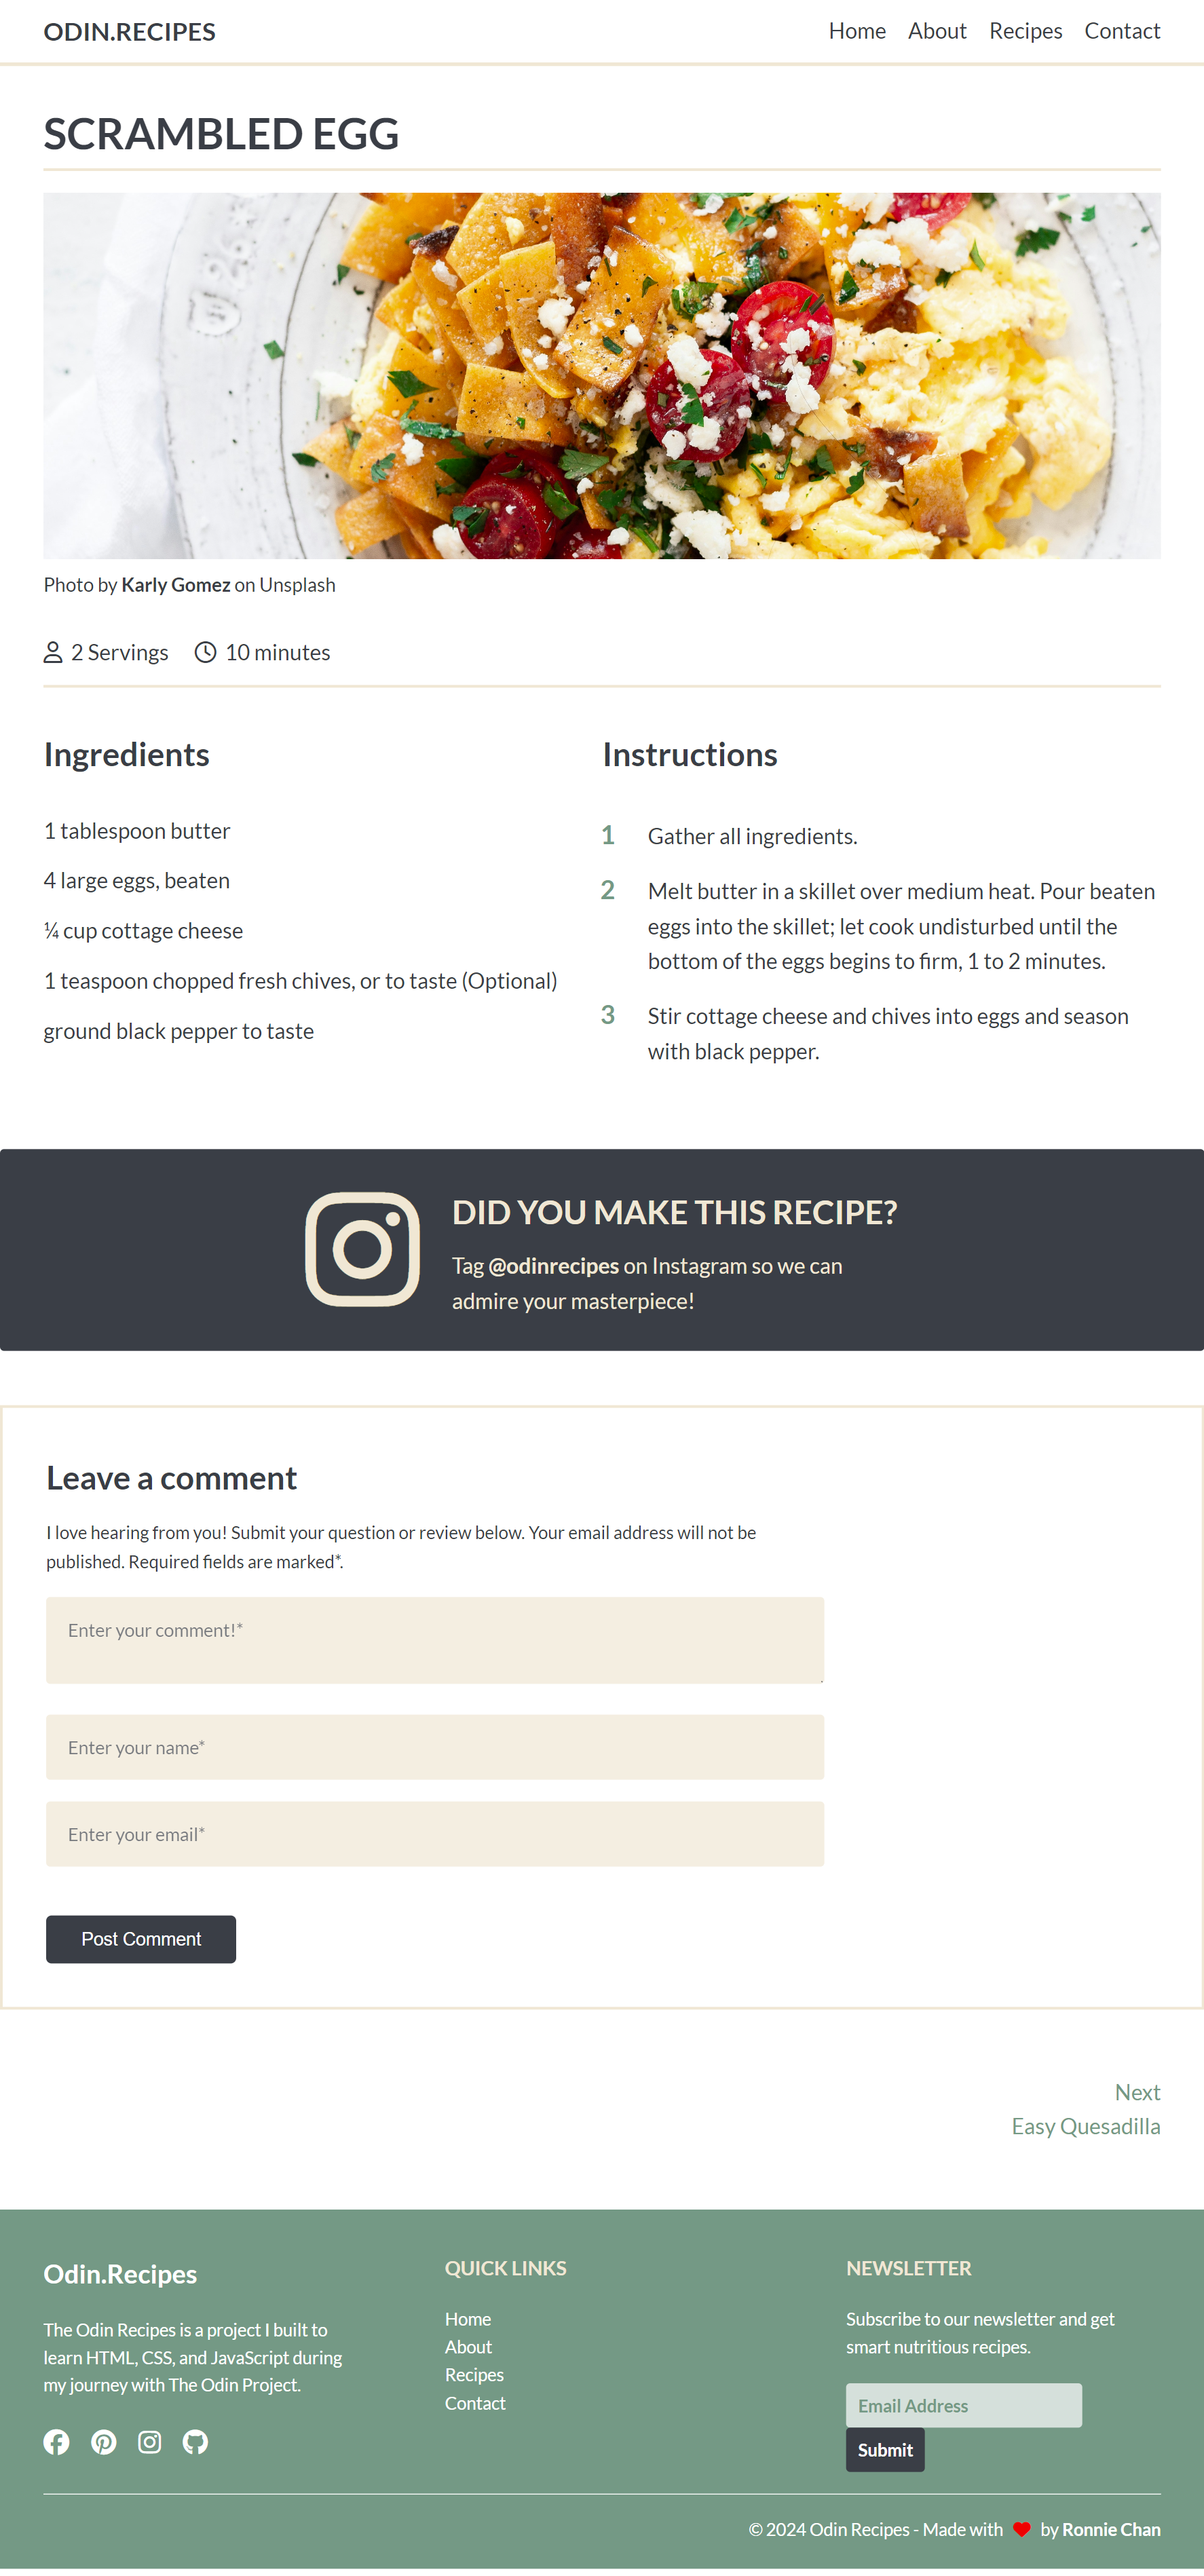 ODIN.RECIPES
Home About Recipes Contact
SCRAMBLED EGG
Photo by Karly Gomez on Unsplash
2 Servings 10 minutes
Ingredients
1 tablespoon butter
4 large eggs, beaten
¼ cup cottage cheese
1 teaspoon chopped fresh chives, or to taste (Optional)
ground black pepper to taste
Instructions
1 Gather all ingredients.
2 Melt butter in a skillet over medium heat. Pour beaten
eggs into the skillet; let cook undisturbed until the
bottom of the eggs begins to firm, 1 to 2 minutes.
3 Stir cottage cheese and chives into eggs and season
with black pepper.
DID YOU MAKE THIS RECIPE?
Tag @odinrecipes on Instagram so we can
admire your masterpiece!
Leave a comment
I love hearing from you! Submit your question or review below. Your email address will not be
published. Required fields are marked*.
Enter your comment!*
Enter your name*
Enter your email*
Post Comment
Next
Easy Quesadilla
Odin.Recipes
The Odin Recipes is a project I built to
learn HTML, CSS, and JavaScript during
my journey with The Odin Project.
QUICK LINKS
Home
About
Recipes
Contact
NEWSLETTER
Subscribe to our newsletter and get
smart nutritious recipes.
Email Address
Submit
© 2024 Odin Recipes - Made with ❤ by Ronnie Chan